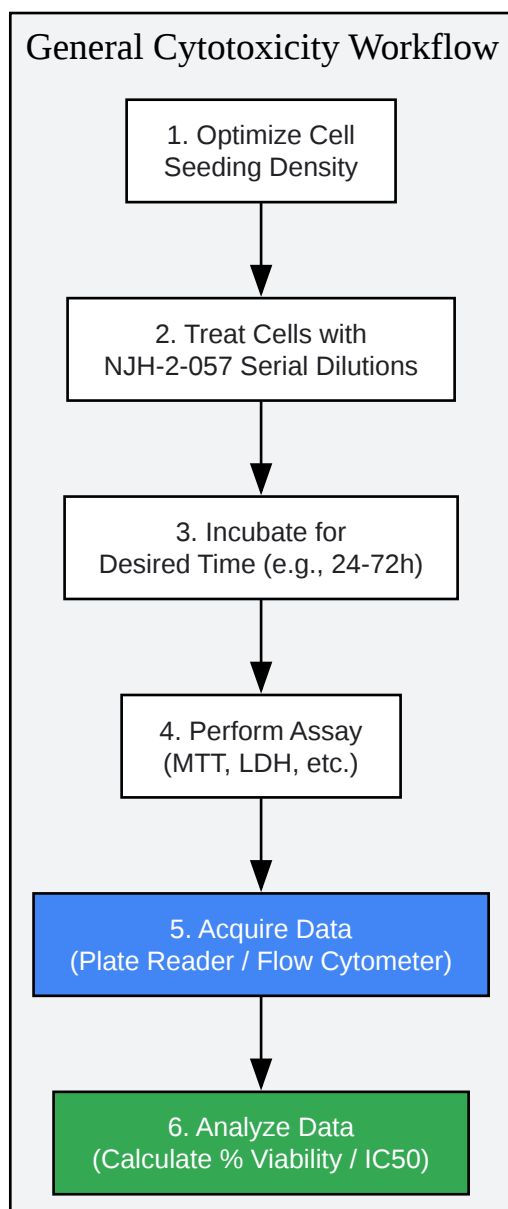 General Cytotoxicity Workflow
1. Optimize Cell
Seeding Density
2. Treat Cells with
NJH-2-057 Serial Dilutions
3. Incubate for
Desired Time (e.g., 24-72h)
4. Perform Assay
(MTT, LDH, etc.)
5. Acquire Data
(Plate Reader / Flow Cytometer)
6. Analyze Data
(Calculate % Viability / IC50)